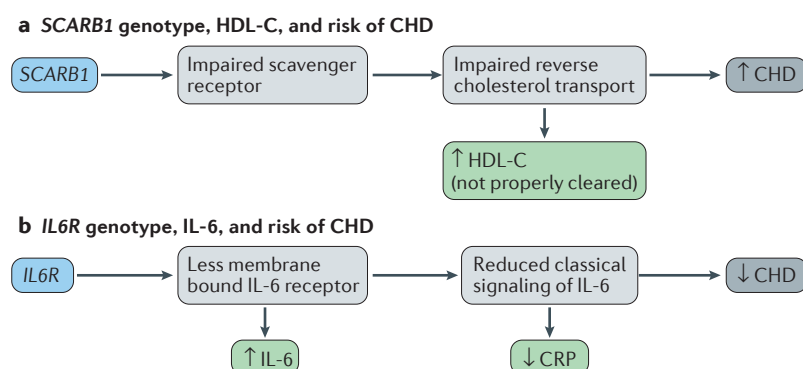 a SCARB1 genotype, HDL-C, and risk of CHD
SCARB1
Impaired scavenger
receptor
Impaired reverse
cholesterol transport
↑ CHD
↑ HDL-C
(not properly cleared)
b IL6R genotype, IL-6, and risk of CHD
IL6R
Less membrane
bound IL-6 receptor
Reduced classical
signaling of IL-6
↓ CHD
↑ IL-6
↓ CRP